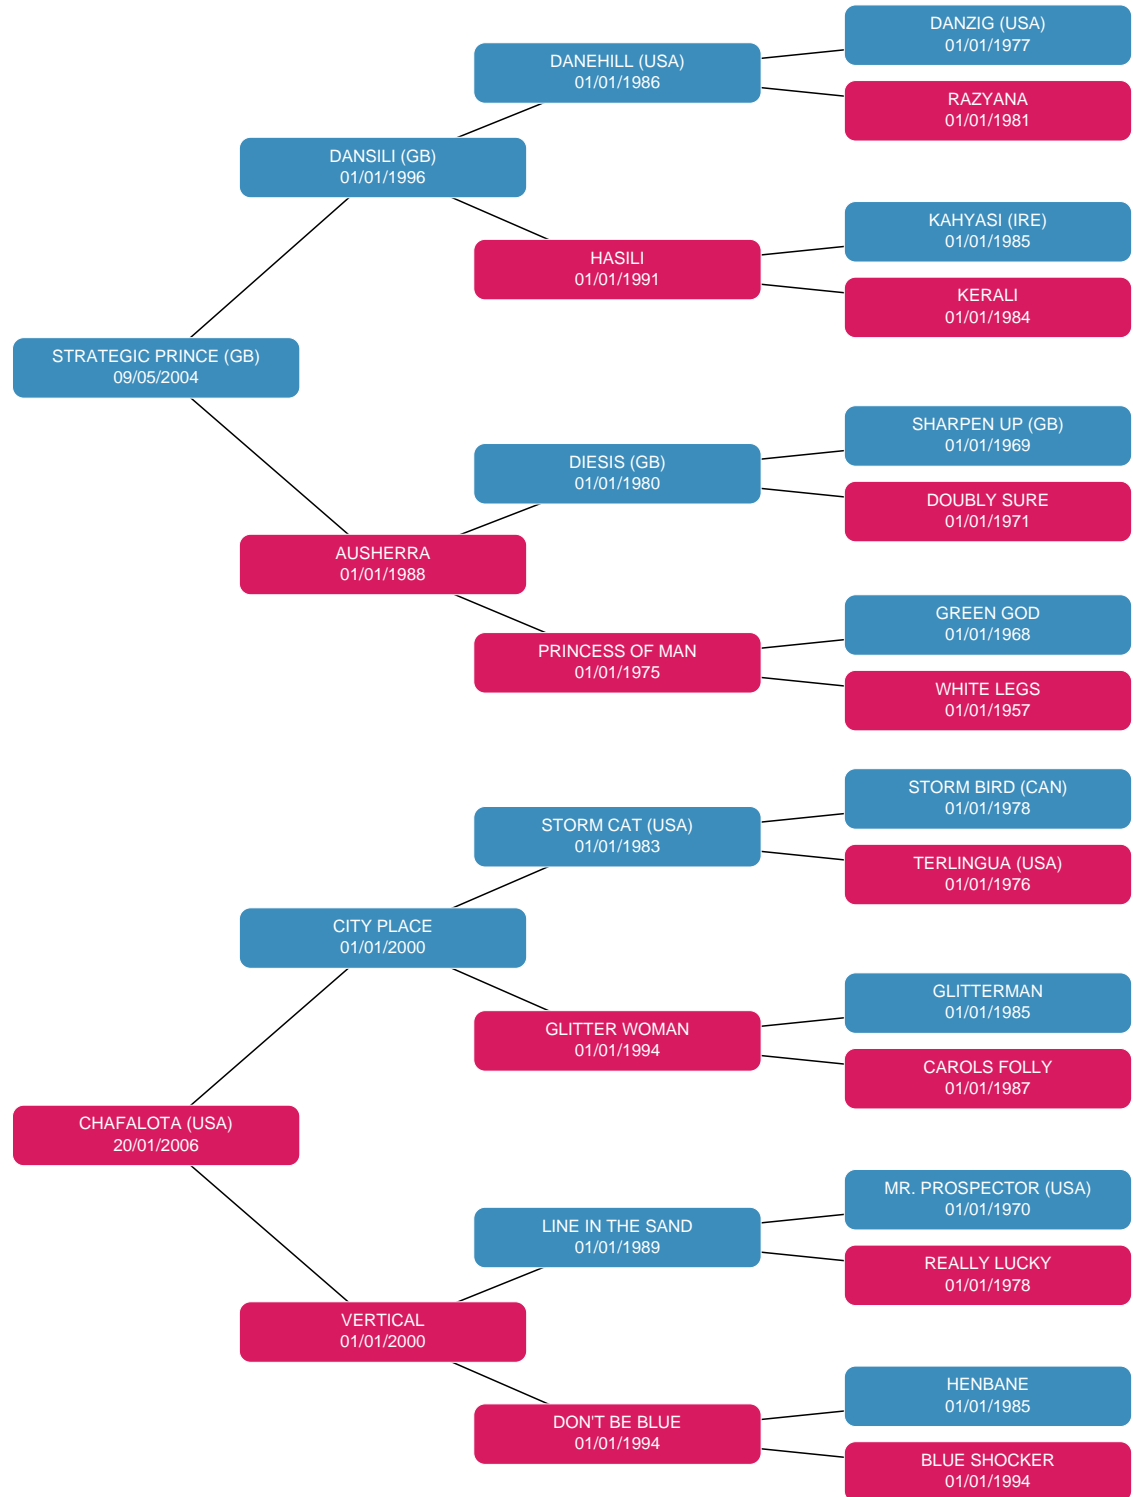 DANZIG (USA)
01/01/1977
DANEHILL (USA)
01/01/1986
RAZYANA
01/01/1981
DANSILI (GB)
01/01/1996
KAHYASI (IRE)
01/01/1985
HASILI
01/01/1991
KERALI
01/01/1984
STRATEGIC PRINCE (GB)
09/05/2004
SHARPEN UP (GB)
01/01/1969
DIESIS (GB)
01/01/1980
DOUBLY SURE
01/01/1971
AUSHERRA
01/01/1988
GREEN GOD
01/01/1968
PRINCESS OF MAN
01/01/1975
WHITE LEGS
01/01/1957
STORM BIRD (CAN)
01/01/1978
STORM CAT (USA)
01/01/1983
TERLINGUA (USA)
01/01/1976
CITY PLACE
01/01/2000
GLITTERMAN
01/01/1985
GLITTER WOMAN
01/01/1994
CAROLS FOLLY
01/01/1987
CHAFALOTA (USA)
20/01/2006
MR. PROSPECTOR (USA)
01/01/1970
LINE IN THE SAND
01/01/1989
REALLY LUCKY
01/01/1978
VERTICAL
01/01/2000
HENBANE
01/01/1985
DON'T BE BLUE
01/01/1994
BLUE SHOCKER
01/01/1994